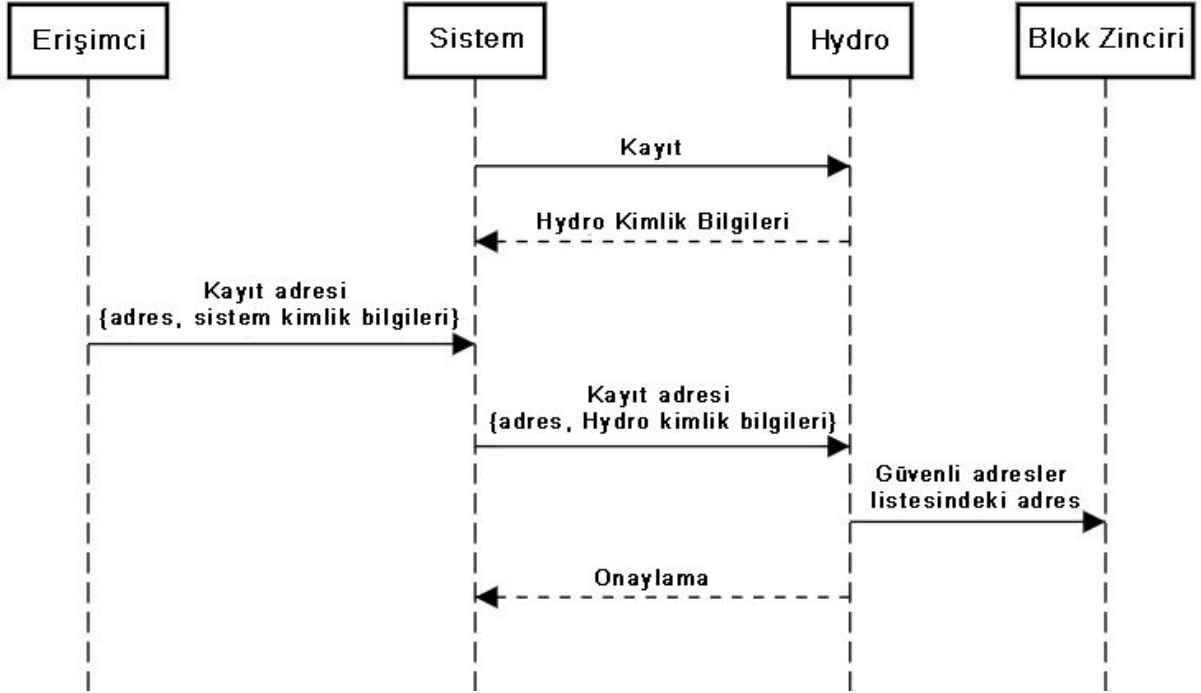 Erişimci
Sistem
Hydro
Blok Zinciri
Kayıt
Hydro Kimlik Bilgileri
Kayıt adresi
{adres, sistem kimlik bilgileri}
Kayıt adresi
{adres, Hydro kimlik bilgileri}
Güvenli adresler
listesindeki adres
Onaylama